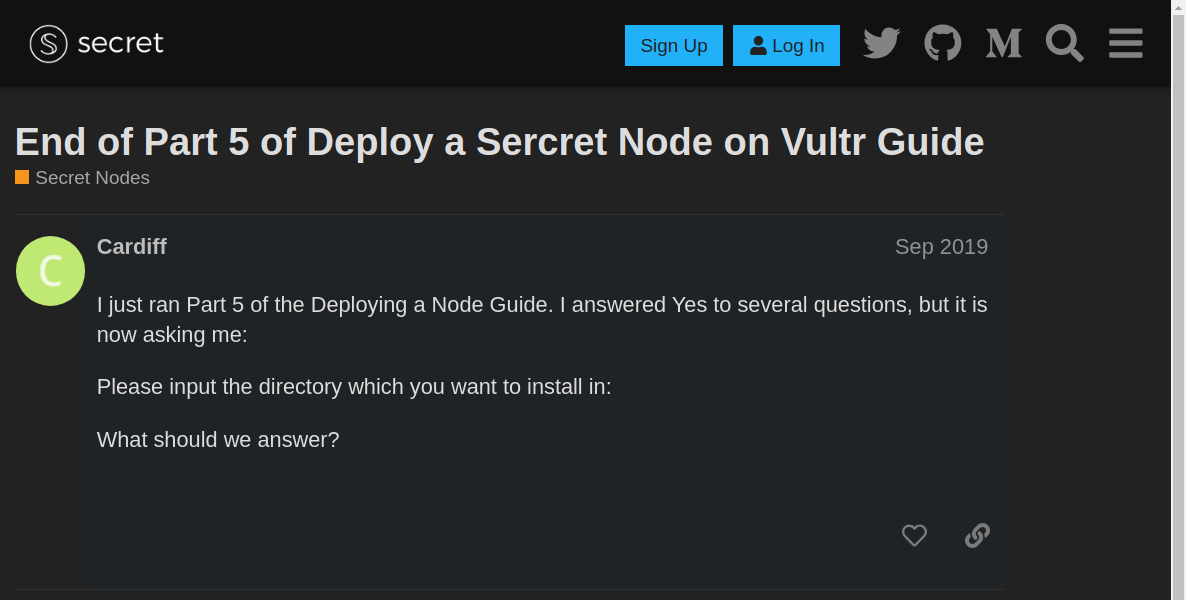 secret
Sign Up
Log In
End of Part 5 of Deploy a Sercret Node on Vultr Guide
Secret Nodes
C
Cardiff
Sep 2019
I just ran Part 5 of the Deploying a Node Guide. I answered Yes to several questions, but it is
now asking me:
Please input the directory which you want to install in:
What should we answer?